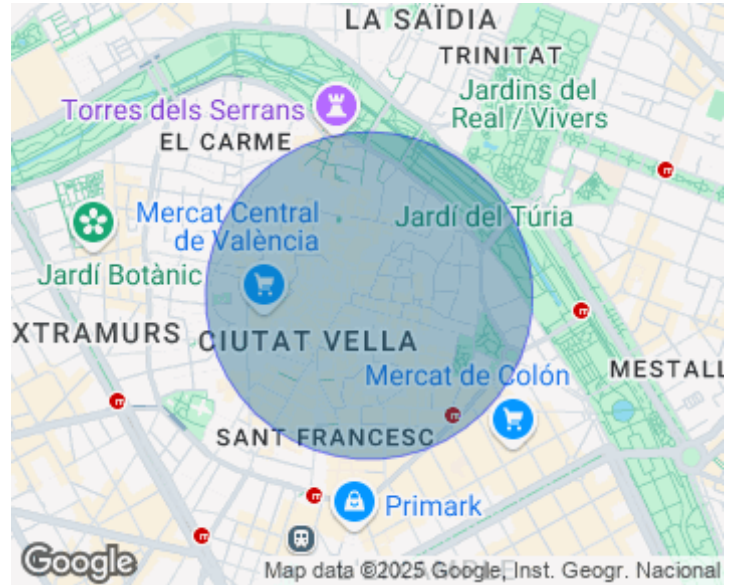 LA SAÏDIA
TRINITAT
Jardins del
Real / Vivers
Torres dels Serrans
EL CARME
Mercat Central
de València
Jardí del Túria
Jardí Botànic
XTRAMURS
CIUTAT VELLA
Mercat de Colón
MESTALL
SANT FRANCESC
Primark
Google
Map data ©2025 Google, Inst. Geogr. Nacional